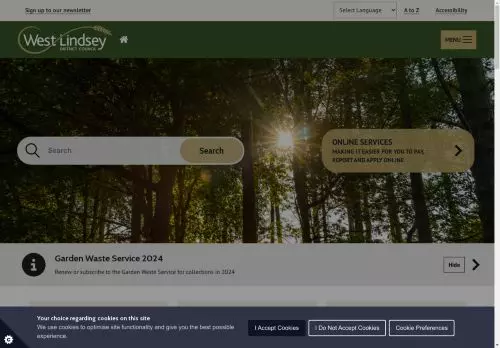 Sign up to our newsletter
Select Language
A to Z
Accessibility
West Lindsey
DISTRICT COUNCIL
MENU
Search
Search
ONLINE SERVICES
MAKING IT EASIER FOR YOU TO PAY,
REPORT AND APPLY ONLINE
Garden Waste Service 2024
Renew or subscribe to the Garden Waste Service for collections in 2024
Hide
Your choice regarding cookies on this site
We use cookies to optimise site functionality and give you the best possible
experience.
I Accept Cookies
I Do Not Accept Cookies
Cookie Preferences